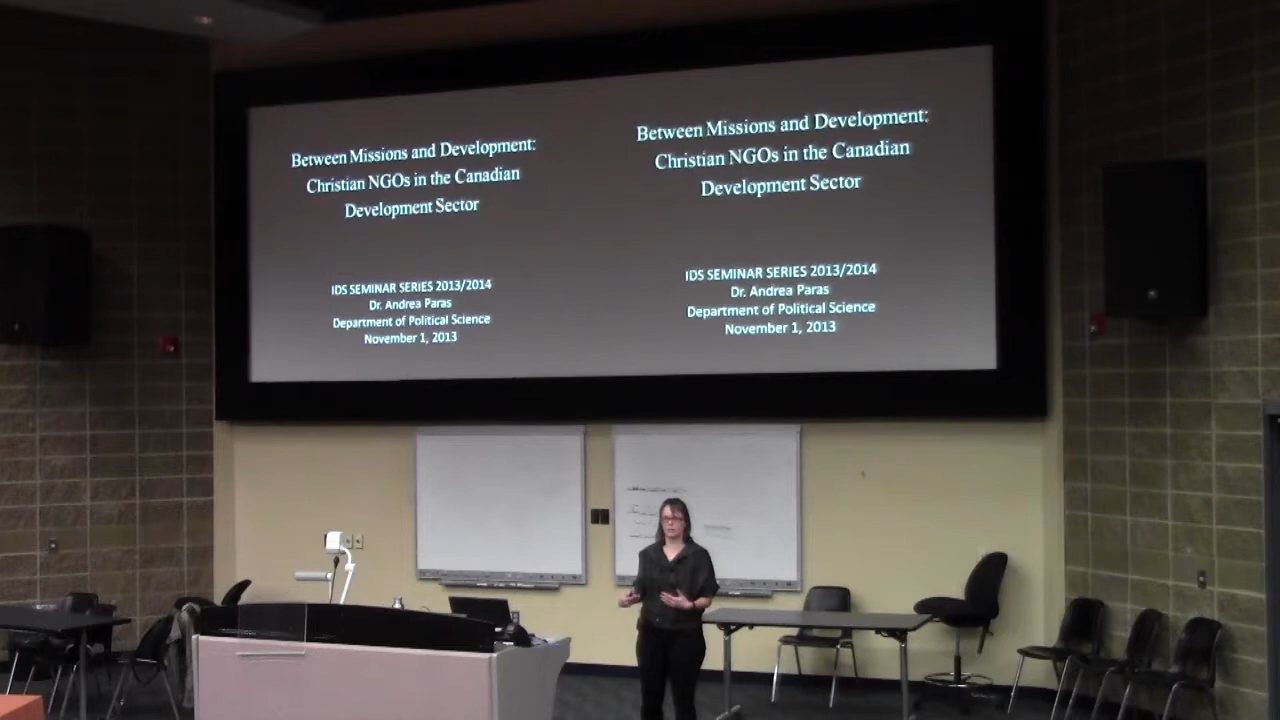 Between Missions and Development:
Christian NGOs in the Canadian
Development Sector
IDS SEMINAR SERIES 2013/2014
Dr. Andrea Paras
Department of Political Science
November 1, 2013
Between Missions and Development:
Christian NGOs in the Canadian
Development Sector
IDS SEMINAR SERIES 2013/2014
Dr. Andrea Paras
Department of Political Science
November 1, 2013